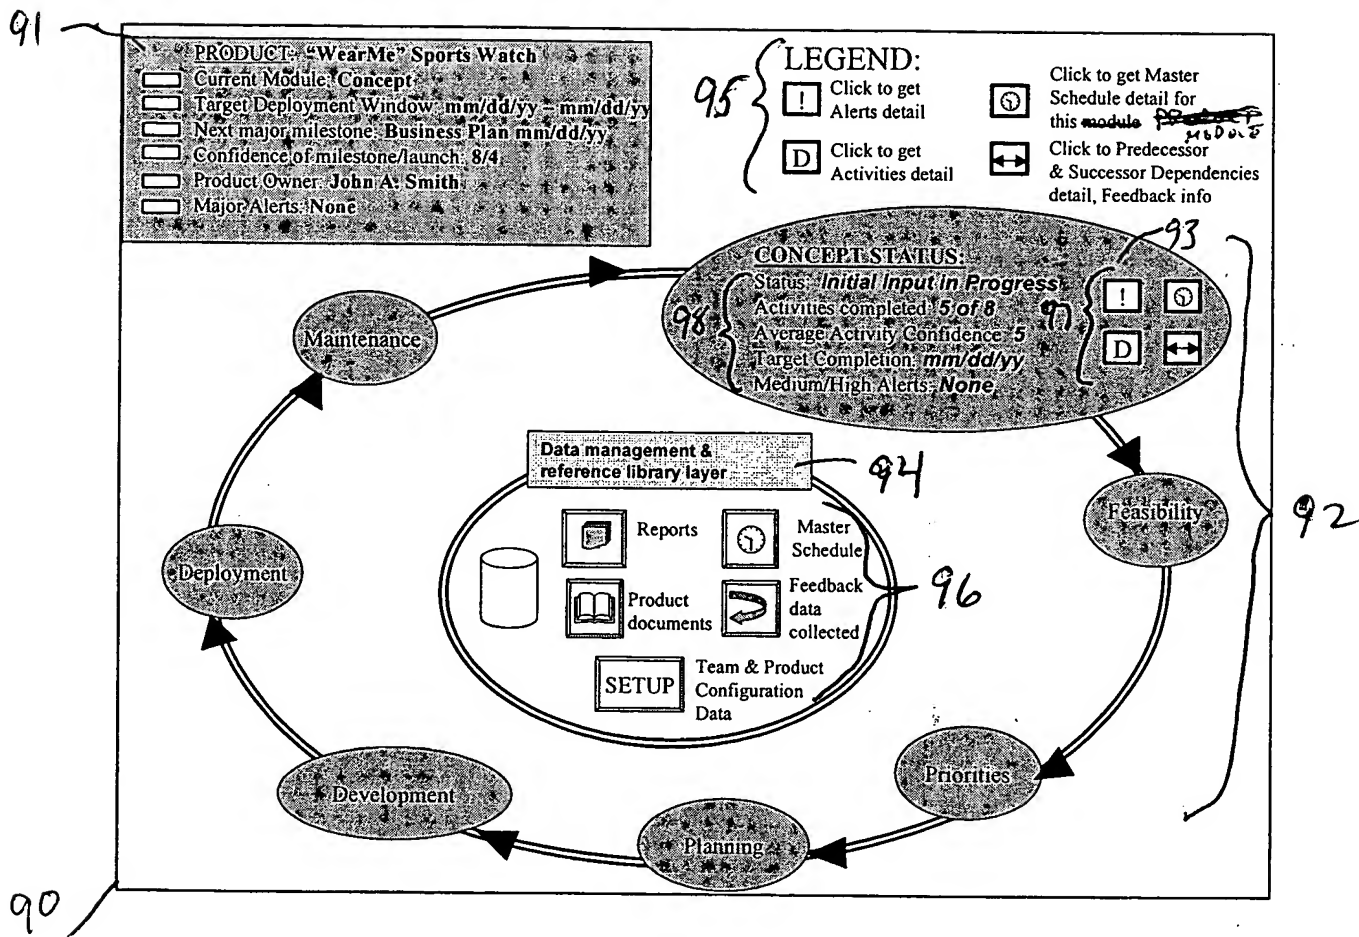 91
PRODUCT: "WearMe" Sports Watch
Current Module: Concept
Target Deployment Window: mm/dd/yy - mm/dd/yy
Next major milestone: Business Plan mm/dd/yy
Confidence of milestone/launch: 8/4
Product Owner: John A. Smith
Major Alerts: None
95
LEGEND:
! Click to get
Alerts detail
D Click to get
Activities detail
Click to get Master
Schedule detail for
this module
MODULE
Click to Predecessor
& Successor Dependencies
detail, Feedback info
93
CONCEPT STATUS:
Status: Initial Input in Progress
Activities completed: 5 of 8
Average Activity Confidence: 5
Target Completion: mm/dd/yy
Medium/High Alerts: None
98
97
!
D
92
Maintenance
Feasibility
Deployment
Data management &
reference library layer
94
Reports
Master
Schedule
Product
documents
Feedback
data
collected
96
SETUP
Team & Product
Configuration
Data
Priorities
Development
Planning
90